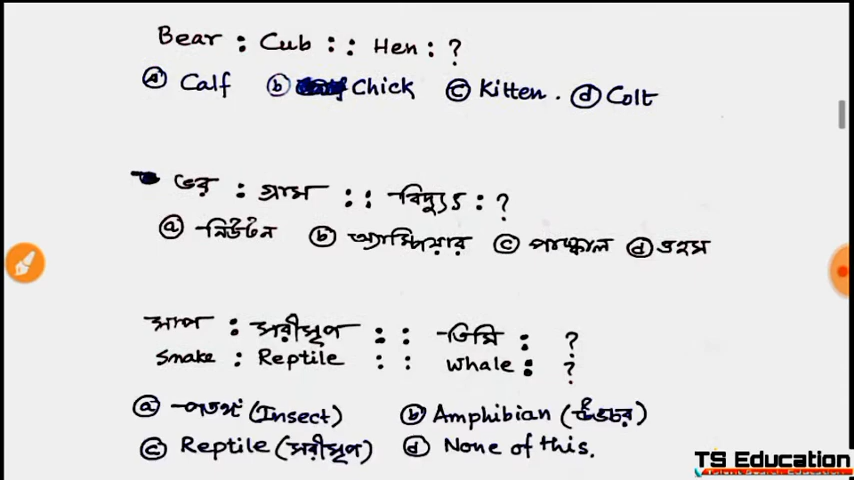 Bear : Cub : : Hen : ?
(a) Calf (b) Chick (c) Kitten . (d) Colt
ভর : গ্রাম : : বিদ্যুৎ : ?
(a) নিউটন (b) অ্যাম্পিয়ার (c) পাস্কাল (d) ওহম
সাপ : সরীসৃপ : : তিমি : ?
Snake : Reptile : : Whale : ?
(a) পতঙ্গ (Insect) (b) Amphibian (উভচর)
(c) Reptile (সরীসৃপ) (d) None of this.
TS Education